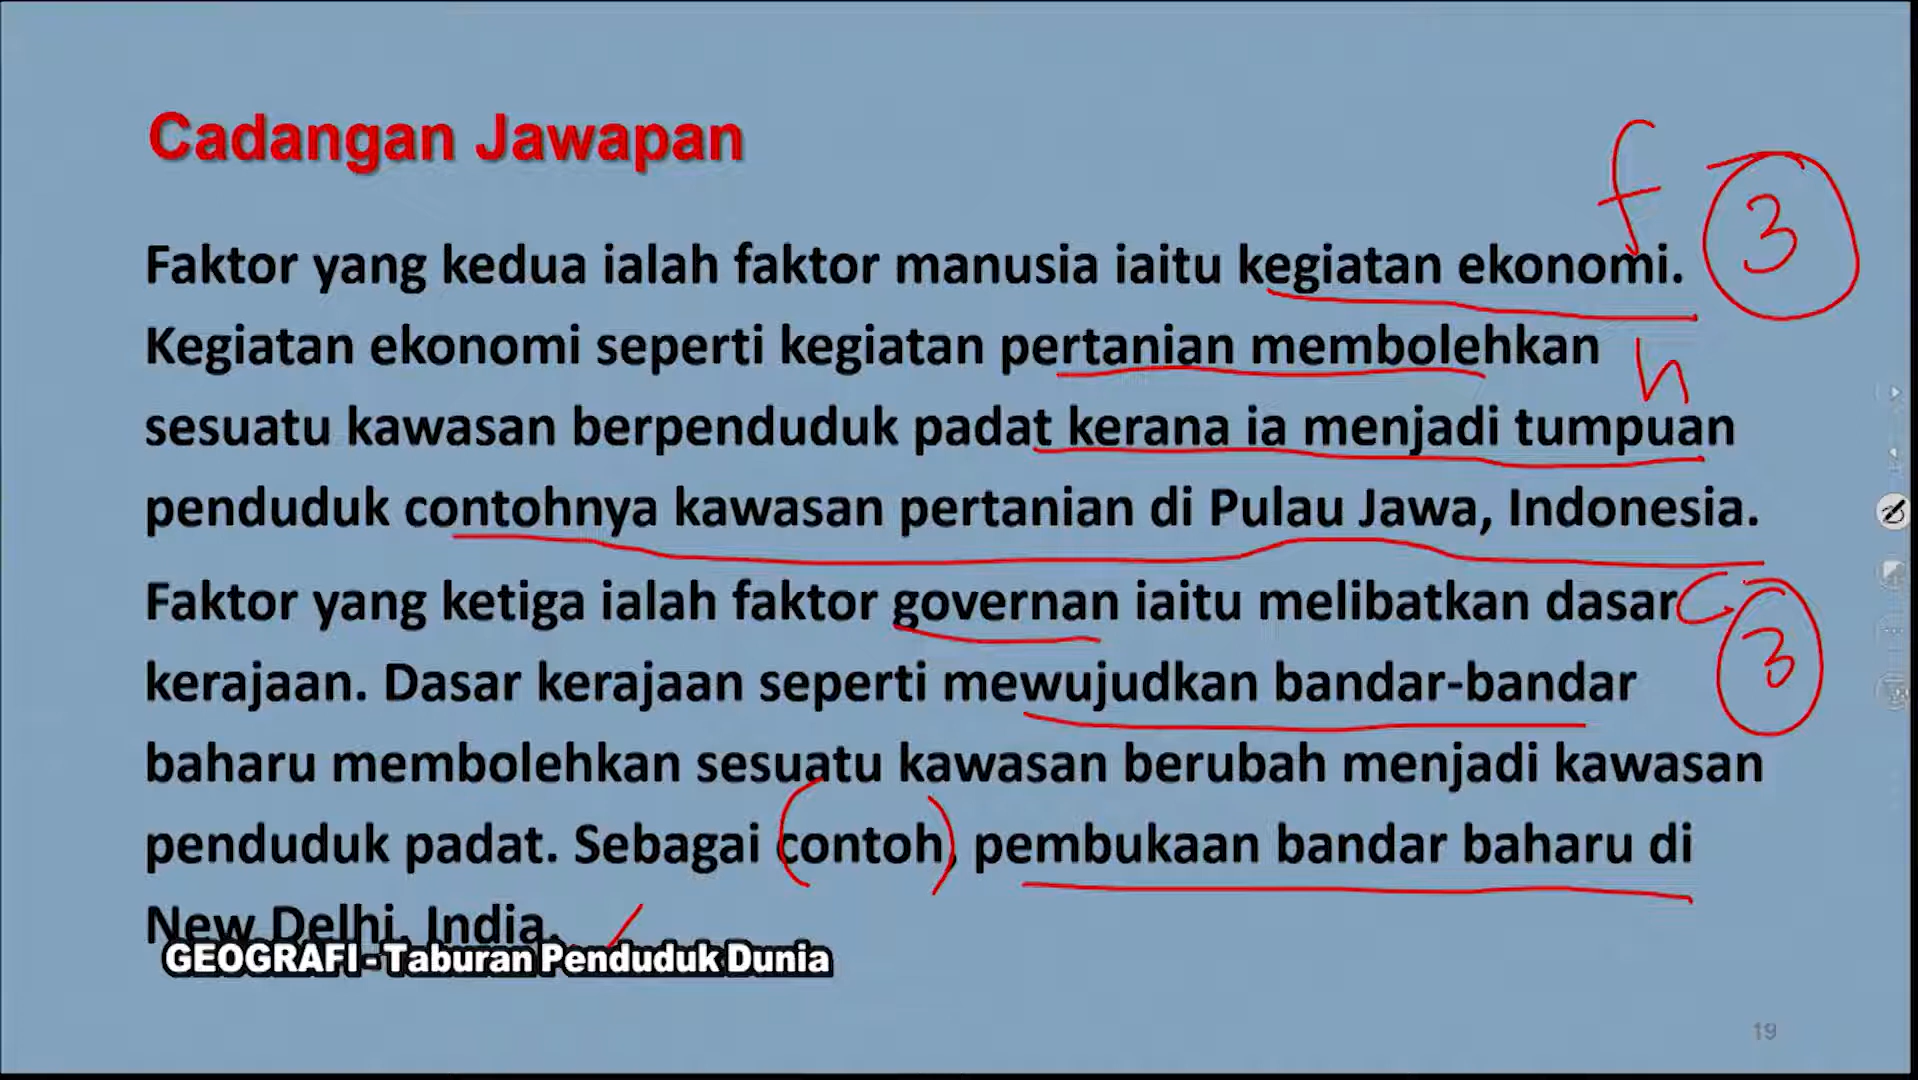 Cadangan Jawapan
f
3
Faktor yang kedua ialah faktor manusia iaitu kegiatan ekonomi.
Kegiatan ekonomi seperti kegiatan pertanian membolehkan
h
sesuatu kawasan berpenduduk padat kerana ia menjadi tumpuan
penduduk contohnya kawasan pertanian di Pulau Jawa, Indonesia.
Faktor yang ketiga ialah faktor governan iaitu melibatkan dasar
C
3
kerajaan. Dasar kerajaan seperti mewujudkan bandar-bandar
baharu membolehkan sesuatu kawasan berubah menjadi kawasan
penduduk padat. Sebagai contoh, pembukaan bandar baharu di
New Delhi, India.
GEOGRAFI - Taburan Penduduk Dunia
19